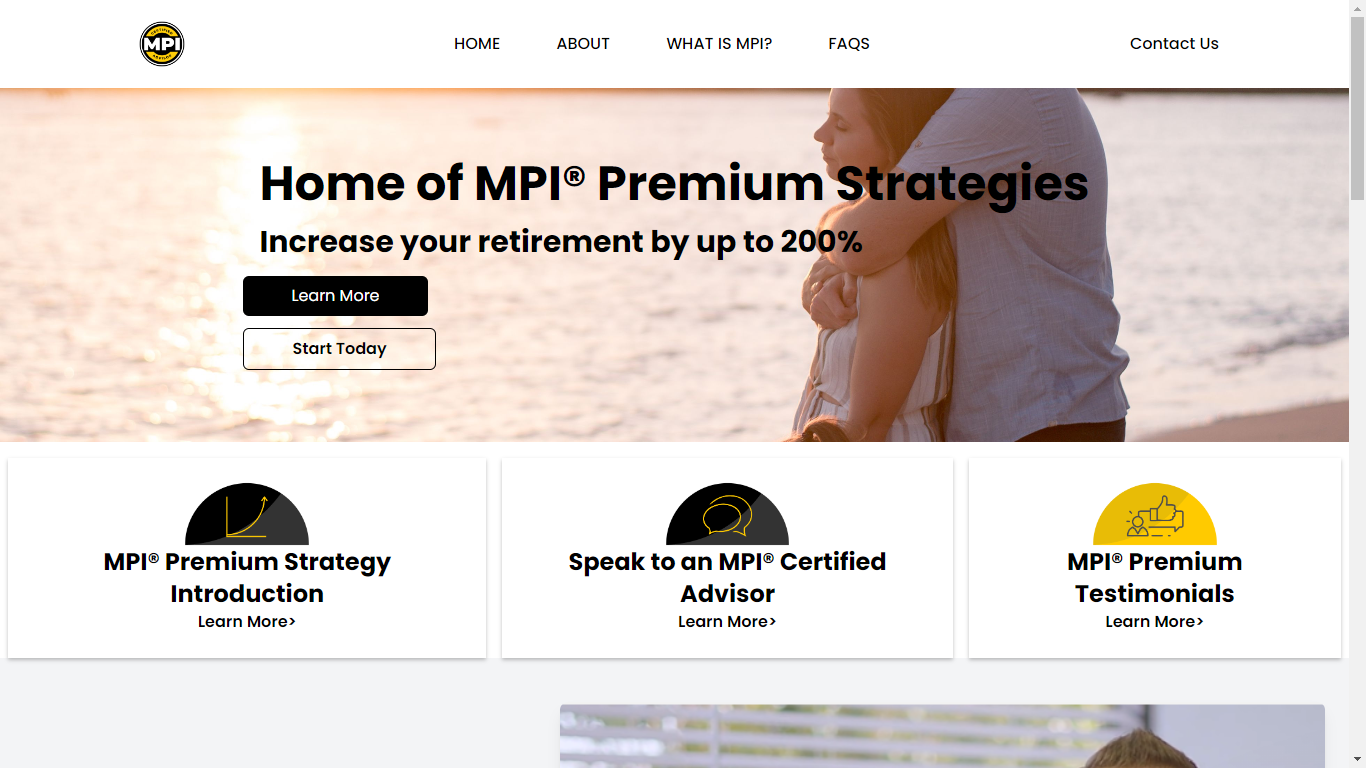 MPI
HOME
ABOUT
WHAT IS MPI?
FAQS
Contact Us
Home of MPI® Premium Strategies
Increase your retirement by up to 200%
Learn More
Start Today
MPI® Premium Strategy
Introduction
Learn More>
Speak to an MPI® Certified
Advisor
Learn More>
MPI® Premium
Testimonials
Learn More>